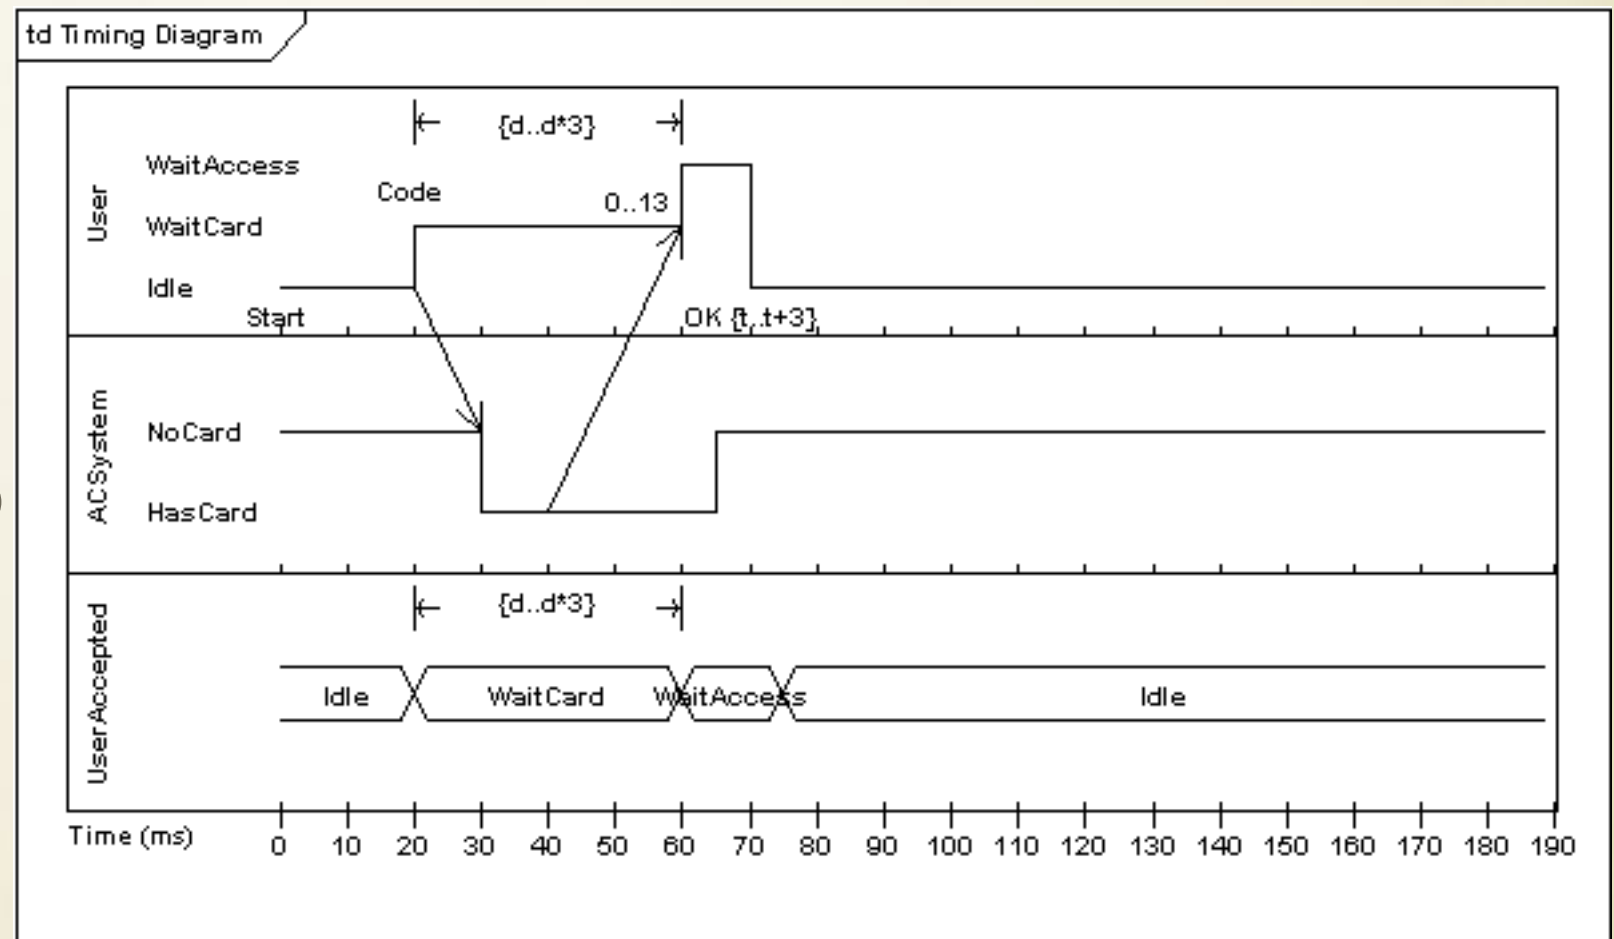 td Timing Diagram
{d..d*3}
WaitAccess
Code
0..13
User
WaitCard
Idle
Start
OK {t..t+3}
ACSystem
NoCard
HasCard
{d..d*3}
UserAccepted
Idle WaitCard WaitAccess Idle
Time (ms) 0 10 20 30 40 50 60 70 80 90 100 110 120 130 140 150 160 170 180 190